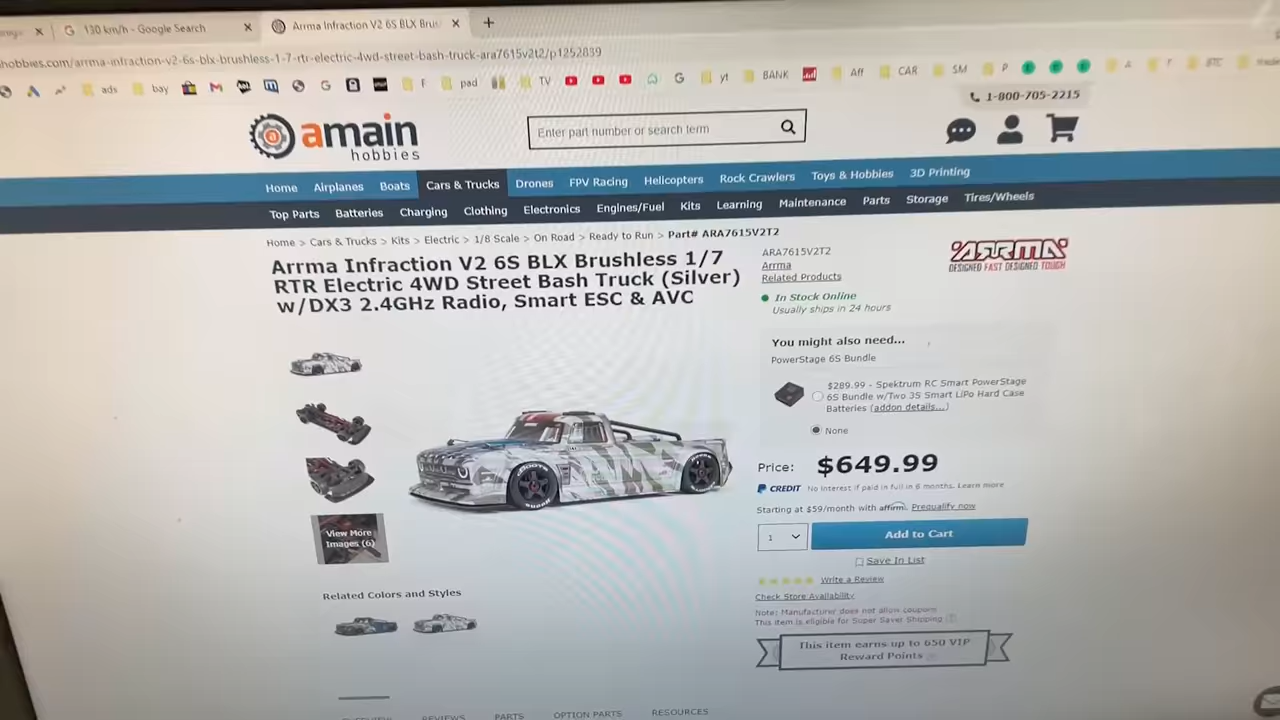 130 km/h - Google Search
Arrma Infraction V2 6S BLX Brus
hobbies.com/arrma-infraction-v2-6s-blx-brushless-1-7-rtr-electric-4wd-street-bash-truck-ara7615v2t2/p1252839
ads
bay
F
pad
TV
G
yt
BANK
Aff
CAR
SM
P
1-800-705-2215
amain
hobbies
Enter part number or search term
Home Airplanes Boats Cars & Trucks Drones FPV Racing Helicopters Rock Crawlers Toys & Hobbies 3D Printing
Top Parts Batteries Charging Clothing Electronics Engines/Fuel Kits Learning Maintenance Parts Storage Tires/Wheels
Home > Cars & Trucks > Kits > Electric > 1/8 Scale > On Road > Ready to Run > Part# ARA7615V2T2
Arrma Infraction V2 6S BLX Brushless 1/7
RTR Electric 4WD Street Bash Truck (Silver)
w/DX3 2.4GHz Radio, Smart ESC & AVC
View More
Images (6)
Related Colors and Styles
ARA7615V2T2
Arrma
Related Products
In Stock Online
Usually ships in 24 hours
ARRMA
DESIGNED FAST DESIGNED TOUGH
You might also need...
PowerStage 6S Bundle
$289.99 - Spektrum RC Smart PowerStage
6S Bundle w/Two 3S Smart LiPo Hard Case
Batteries (addon details...)
None
Price: $649.99
CREDIT No interest if paid in full in 6 months. Learn more
Starting at $59/month with affirm. Prequalify now
1
Add to Cart
Save In List
Write a Review
Check Store Availability
Note: Manufacturer does not allow coupons
This item is eligible for Super Saver Shipping
This item earns up to 650 VIP
Reward Points
REVIEWS PARTS OPTION PARTS RESOURCES